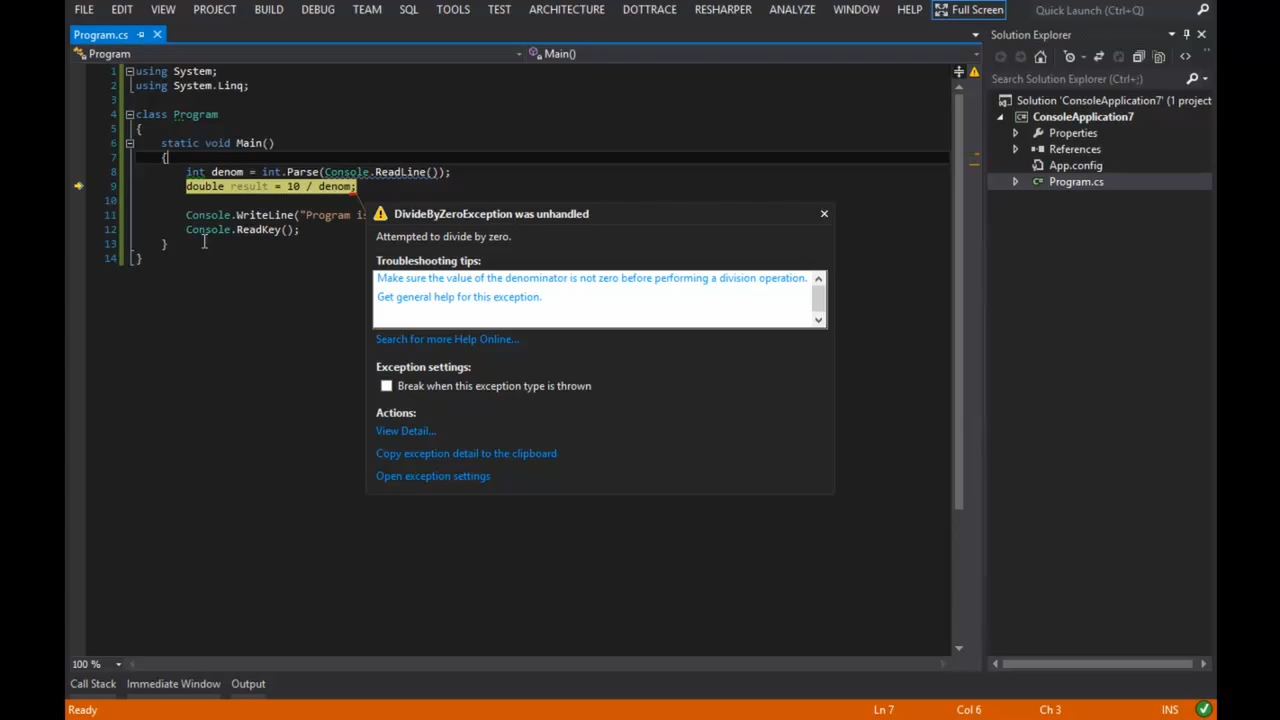 FILE EDIT VIEW PROJECT BUILD DEBUG TEAM SQL TOOLS TEST ARCHITECTURE DOTTRACE RESHARPER ANALYZE WINDOW HELP Full Screen Quick Launch (Ctrl+Q)
Program.cs
Program Main()
1 using System;
2 using System.Linq;
3
4 class Program
5 {
6 static void Main()
7 {
8 int denom = int.Parse(Console.ReadLine());
9 double result = 10 / denom;
10
11 Console.WriteLine("Program i
12 Console.ReadKey();
13 }
14 }
DivideByZeroException was unhandled
Attempted to divide by zero.
Troubleshooting tips:
Make sure the value of the denominator is not zero before performing a division operation.
Get general help for this exception.
Search for more Help Online...
Exception settings:
Break when this exception type is thrown
Actions:
View Detail...
Copy exception detail to the clipboard
Open exception settings
Solution Explorer
Search Solution Explorer (Ctrl+;)
Solution 'ConsoleApplication7' (1 project
ConsoleApplication7
Properties
References
App.config
Program.cs
100 %
Call Stack Immediate Window Output
Ready Ln 7 Col 6 Ch 3 INS